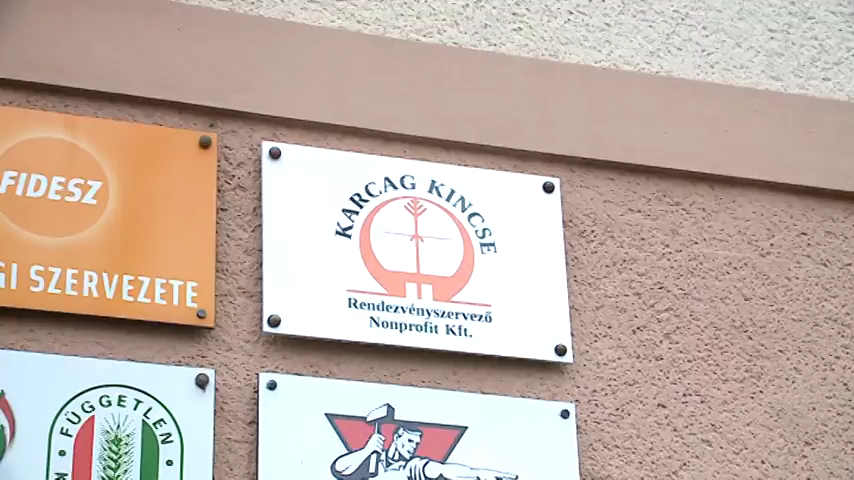 FIDESZ
GI SZERVEZETE
KARCAG KINCSE
Rendezvényszervező
Nonprofit Kft.
FÜGGETLEN